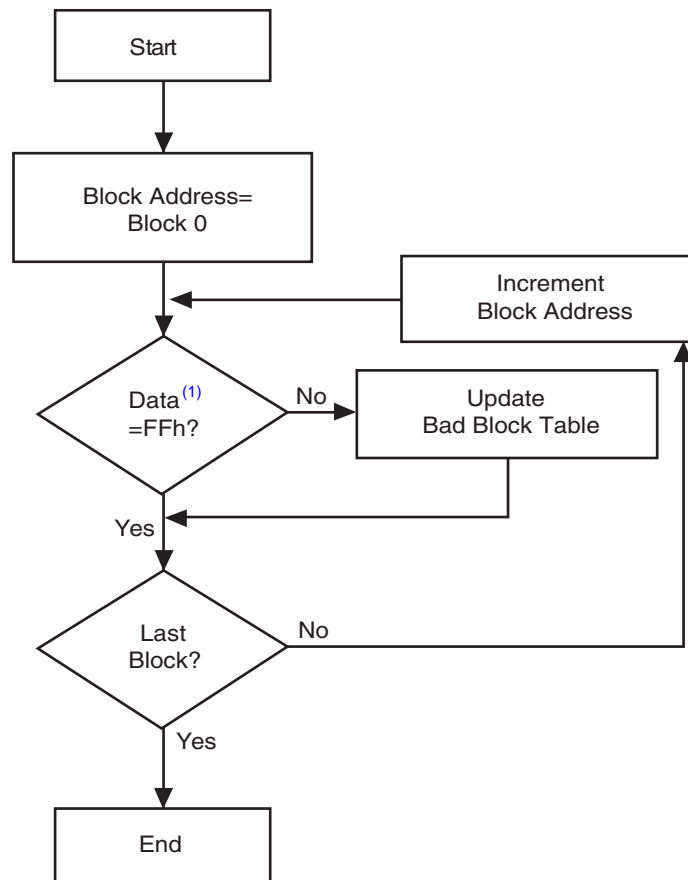 Start
Block Address=
Block 0
Increment
Block Address
Data(1)
=FFh?
No
Update
Bad Block Table
Yes
Last
Block?
No
Yes
End